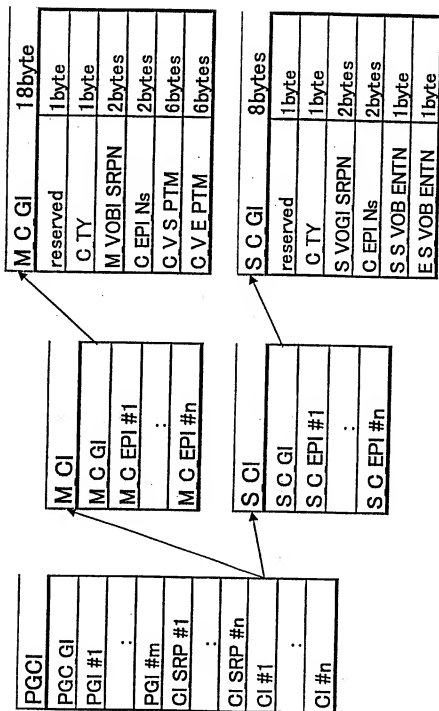 PGCI
PGC GI
PGI #1
:
PGI #m
CI SRP #1
:
CI SRP #n
CI #1
:
CI #n
M CI
M C GI
M C EPI #1
:
M C EPI #n
S CI
S C GI
S C EPI #1
:
S C EPI #n
M C GI 18byte
reserved 1byte
C TY 1byte
M VOBI SRPN 2bytes
C EPI Ns 2bytes
C V S PTM 6bytes
C V E PTM 6bytes
S C GI 8bytes
reserved 1byte
C TY 1byte
S VOGI SRPN 2bytes
C EPI Ns 2bytes
S S VOB ENTN 1byte
E S VOB ENTN 1byte